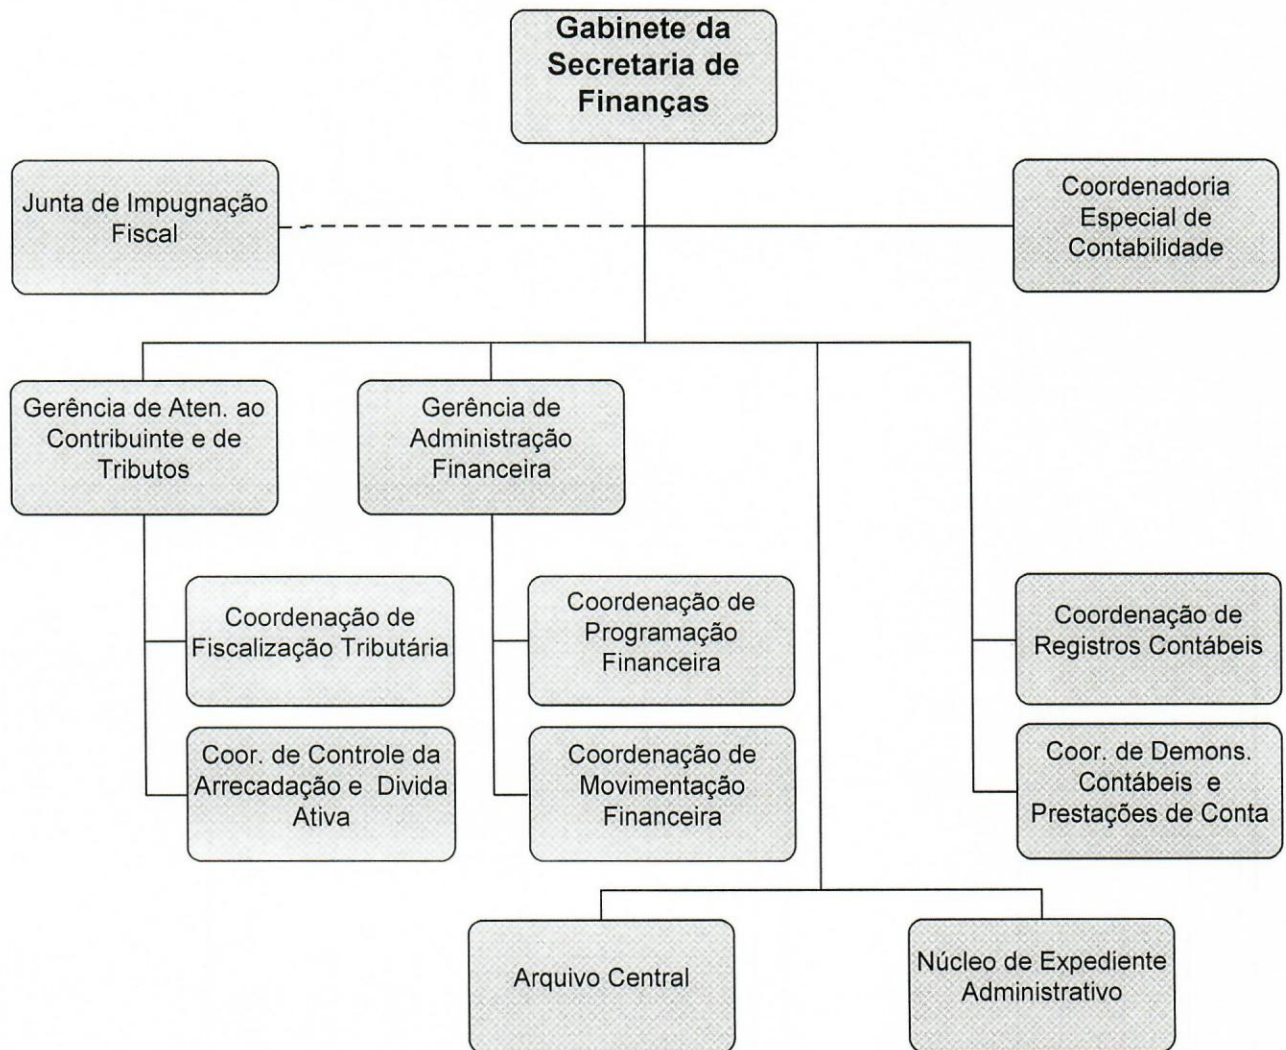 Gabinete da
Secretaria de
Finanças
Junta de Impugnação
Fiscal
Coordenadoria
Especial de
Contabilidade
Gerência de Aten. ao
Contribuinte e de
Tributos
Gerência de
Administração
Financeira
Coordenação de
Fiscalização Tributária
Coordenação de
Programação
Financeira
Coordenação de
Registros Contábeis
Coor. de Controle da
Arrecadação e Divida
Ativa
Coordenação de
Movimentação
Financeira
Coor. de Demons.
Contábeis e
Prestações de Conta
Arquivo Central
Núcleo de Expediente
Administrativo